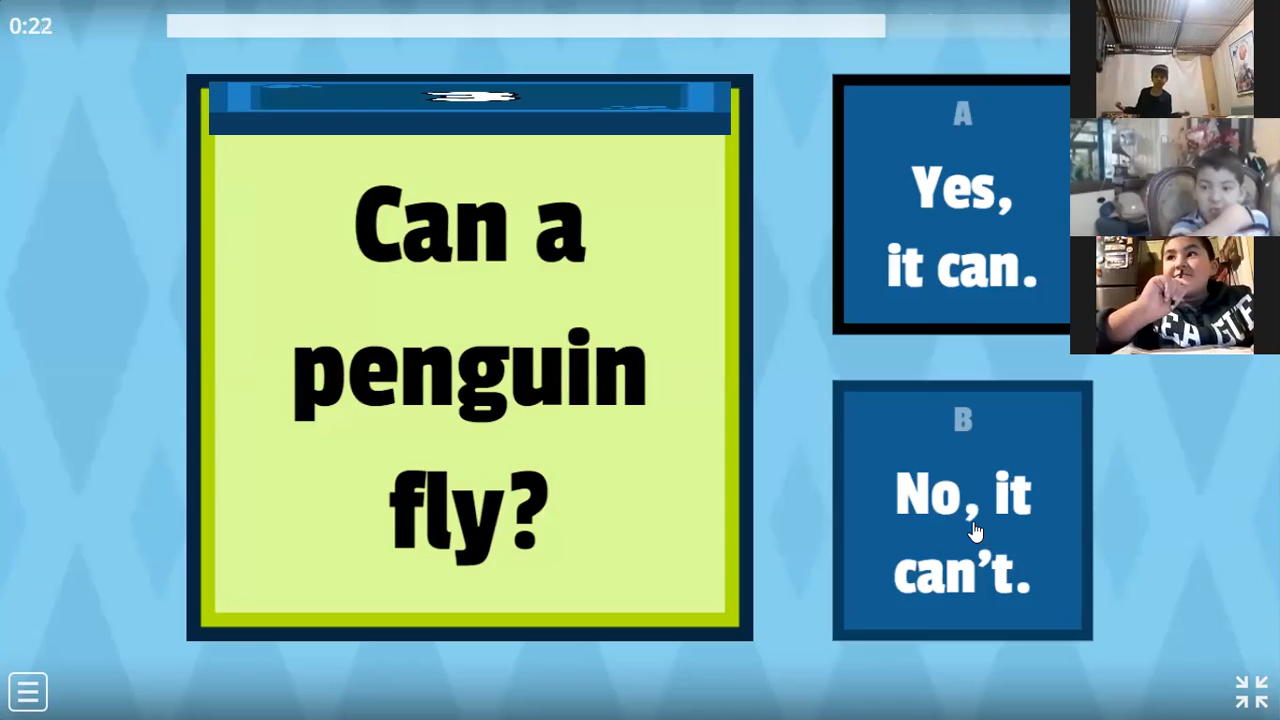 0:22
Can a
penguin
fly?
A
Yes,
it can.
B
No, it
can't.